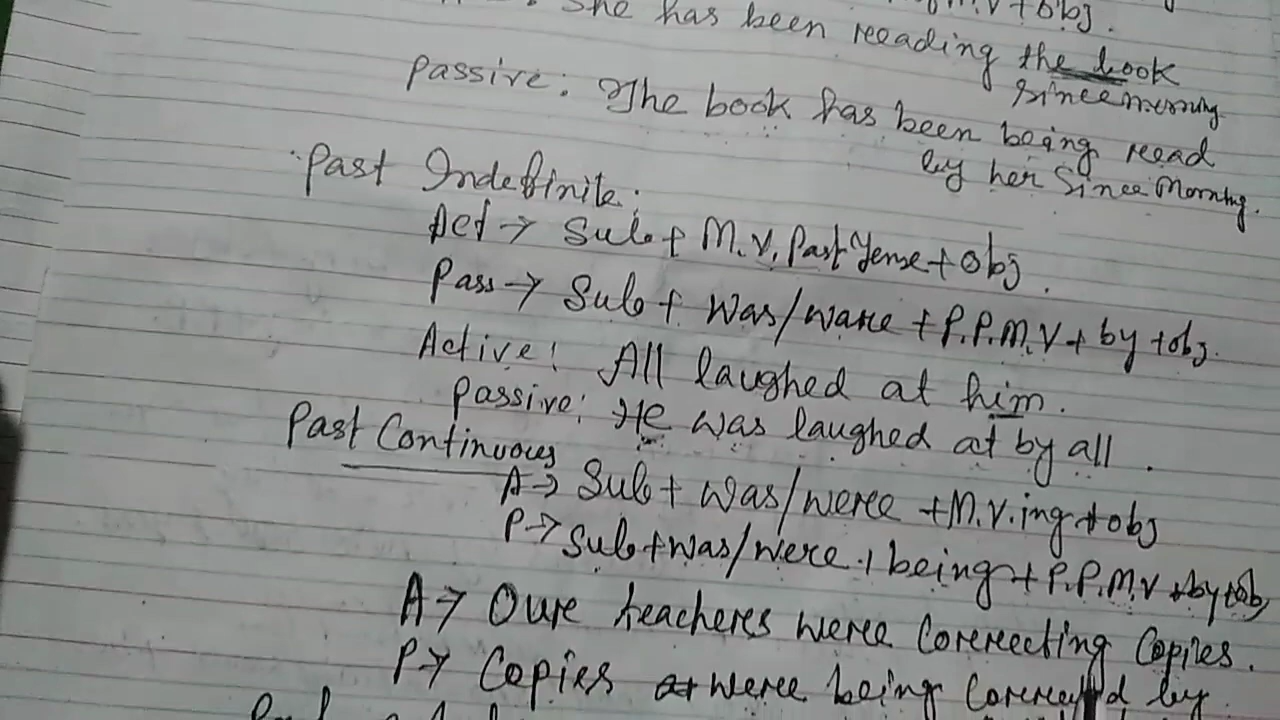 She has been reading the book
since morning
Passive: The book has been being read
by her Since Morning.
Past Indefinite:
Act → Sub + M.V. Past Tense + Obj.
Pass → Sub + was/ware + P.P.M.V + by + obj.
Active: All laughed at him.
Passive: He was laughed at by all.
Past Continuous
A → Sub + was/were + M.V.ing + obj
P → Sub + was/were + being + P.P.M.V + by + ob
A → Our teachers were correcting Copies.
P → Copies were being corrected by